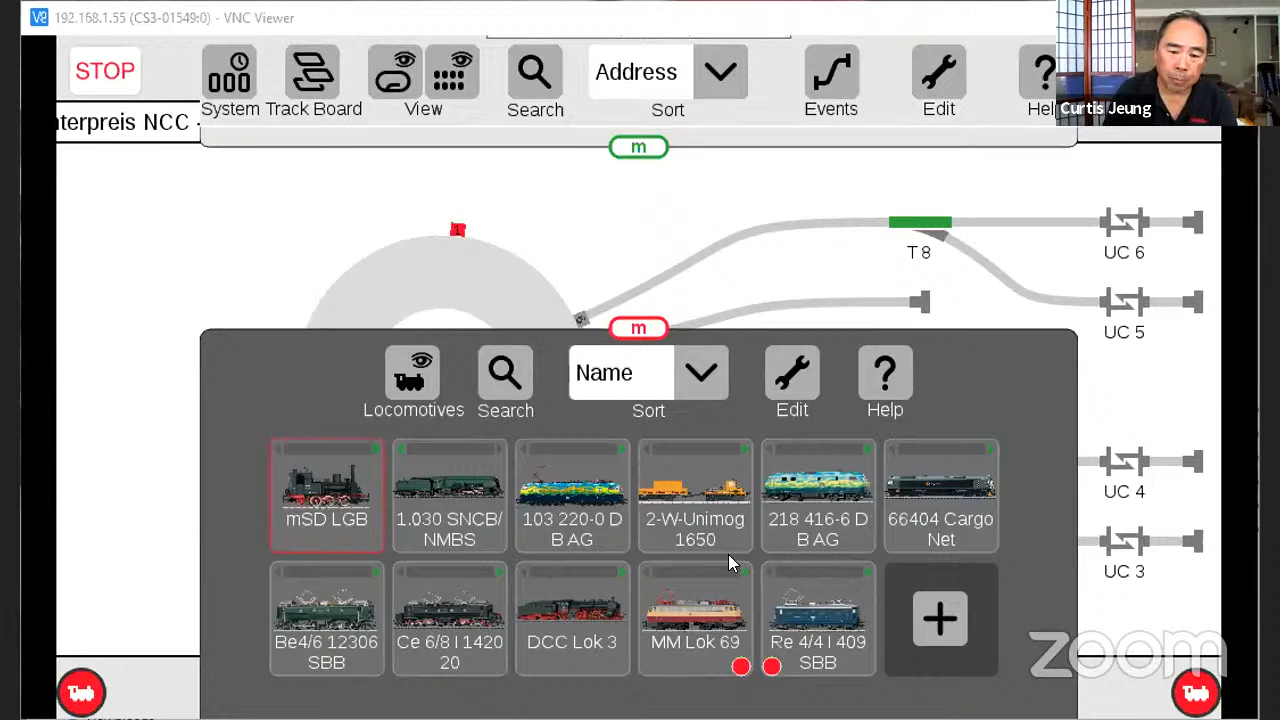 192.168.1.55 (CS3-01549:0) - VNC Viewer
STOP
System
Track Board
View
Search
Address
Sort
Events
Edit
Hel
Curtis Jeung
nterpreis NCC -
m
1
T 8
UC 6
UC 5
UC 4
UC 3
m
Locomotives
Search
Name
Sort
Edit
?
Help
mSD LGB
1.030 SNCB/
NMBS
103 220-0 D
B AG
2-W-Unimog
1650
218 416-6 D
B AG
66404 Cargo
Net
Be4/6 12306
SBB
Ce 6/8 I 1420
20
DCC Lok 3
MM Lok 69
Re 4/4 I 409
SBB
zoom